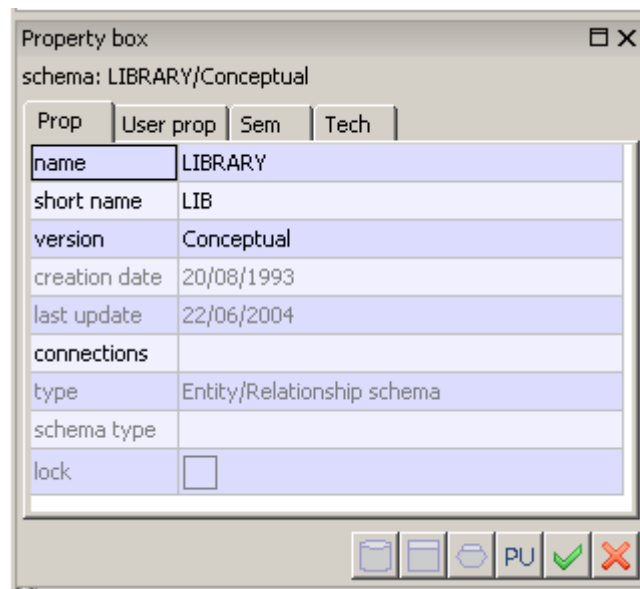 Property box
schema: LIBRARY/Conceptual
Prop User prop Sem Tech
name LIBRARY
short name LIB
version Conceptual
creation date 20/08/1993
last update 22/06/2004
connections
type Entity/Relationship schema
schema type
lock
PU